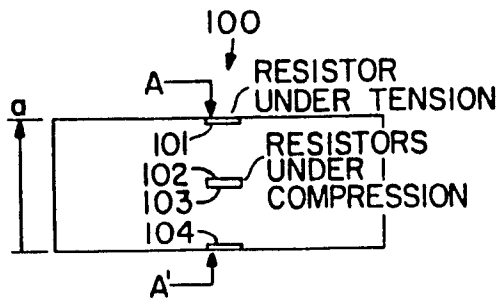 100
A RESISTOR
UNDER TENSION
a
101
RESISTORS
102 UNDER
103 COMPRESSION
104
A'